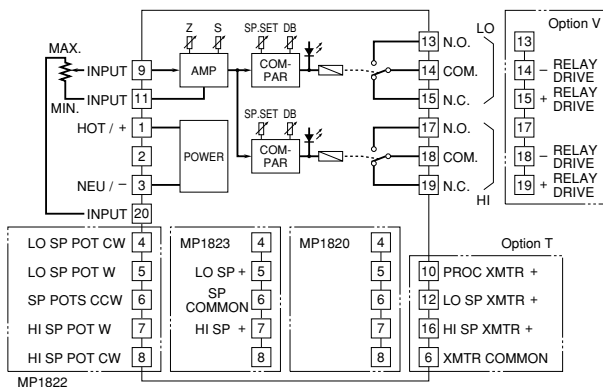 Z S SP.SET DB LO Option V
MAX. 13 N.O. 13
INPUT 9 AMP COM-PAR 14 COM. 14 − RELAY DRIVE
MIN. INPUT 11 15 N.C. 15 + RELAY DRIVE
HOT / + 1 SP.SET DB 17 N.O. 17
2 POWER COM-PAR 18 COM. 18 − RELAY DRIVE
NEU / − 3 19 N.C. 19 + RELAY DRIVE
HI
INPUT 20
LO SP POT CW 4 MP1823 4 MP1820 4 Option T
LO SP POT W 5 LO SP + 5 5 10 PROC XMTR +
SP POTS CCW 6 SP COMMON 6 6 12 LO SP XMTR +
HI SP POT W 7 HI SP + 7 7 16 HI SP XMTR +
HI SP POT CW 8 8 8 6 XMTR COMMON
MP1822